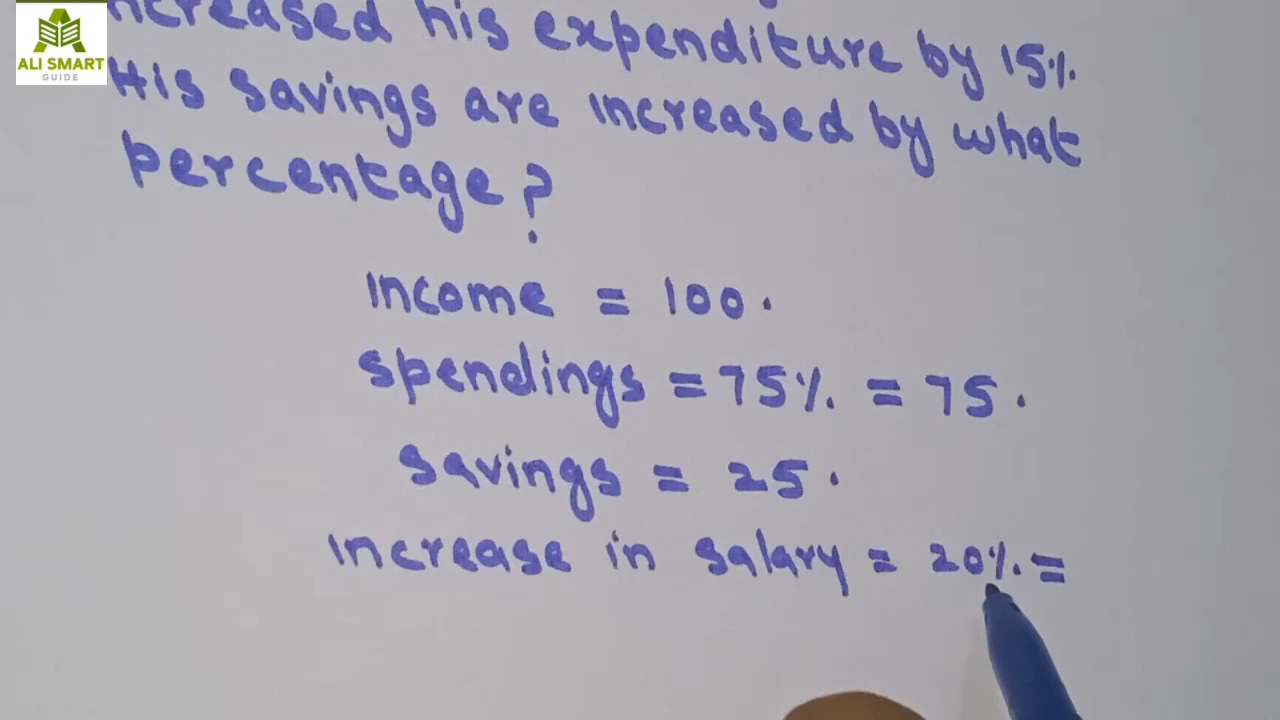 ALI SMART
GUIDE
ncreased his expenditure by 15%.
His savings are increased by what
percentage?
income = 100.
spendings = 75% = 75.
savings = 25.
increase in salary = 20% =